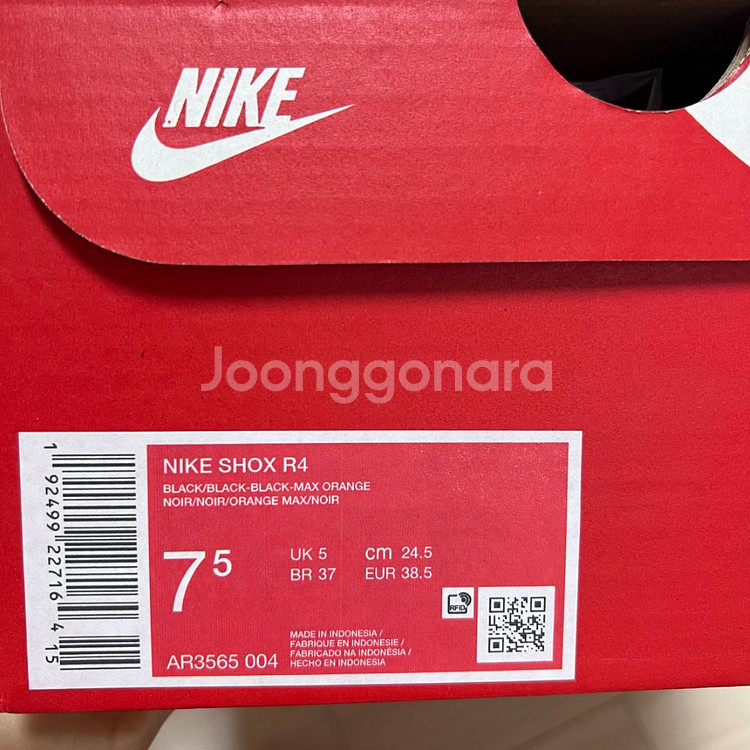 NIKE
Joonggonara
NIKE SHOX R4
BLACK/BLACK-BLACK-MAX ORANGE
NOIR/NOIR/ORANGE MAX/NOIR
7⁵
UK 5 cm 24.5
BR 37 EUR 38.5
RFID
MADE IN INDONESIA /
FABRIQUE EN INDONESIE /
FABRICADO NA INDONÉSIA /
HECHO EN INDONESIA
AR3565 004
1 92499 22716 4 15